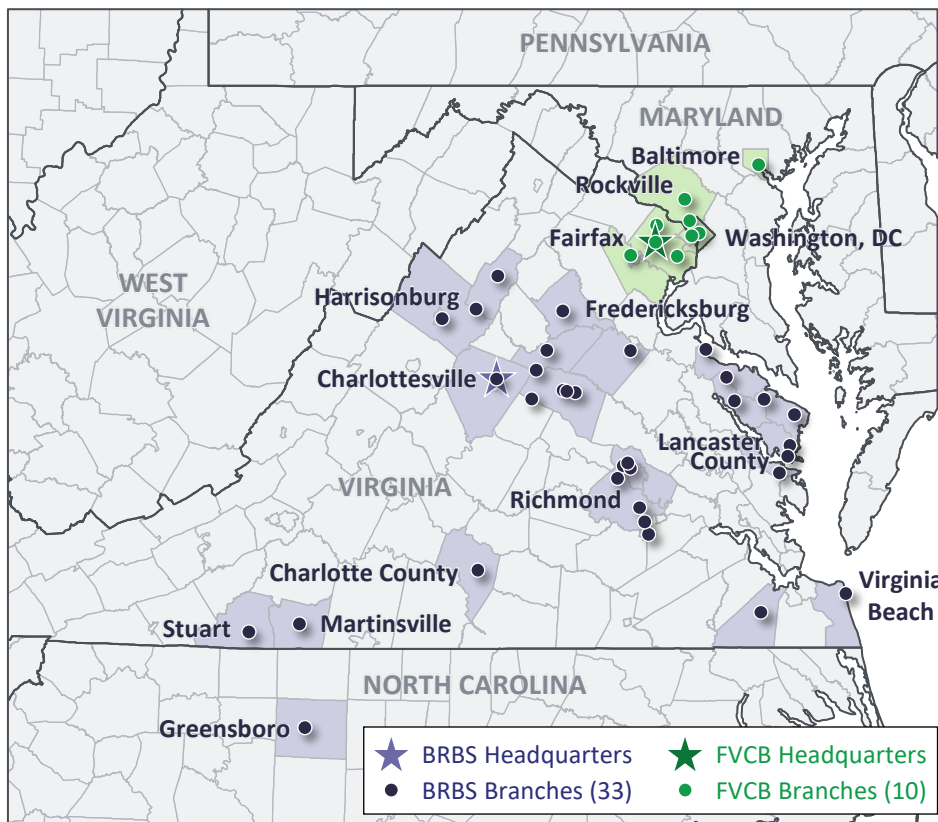 PENNSYLVANIA
MARYLAND
Baltimore
Rockville
Fairfax
Washington, DC
WEST
VIRGINIA
Harrisonburg
Fredericksburg
Charlottesville
Lancaster
County
VIRGINIA
Richmond
Charlotte County
Virginia
Beach
Stuart
Martinsville
NORTH CAROLINA
Greensboro
BRBS Headquarters
FVCB Headquarters
BRBS Branches (33)
FVCB Branches (10)